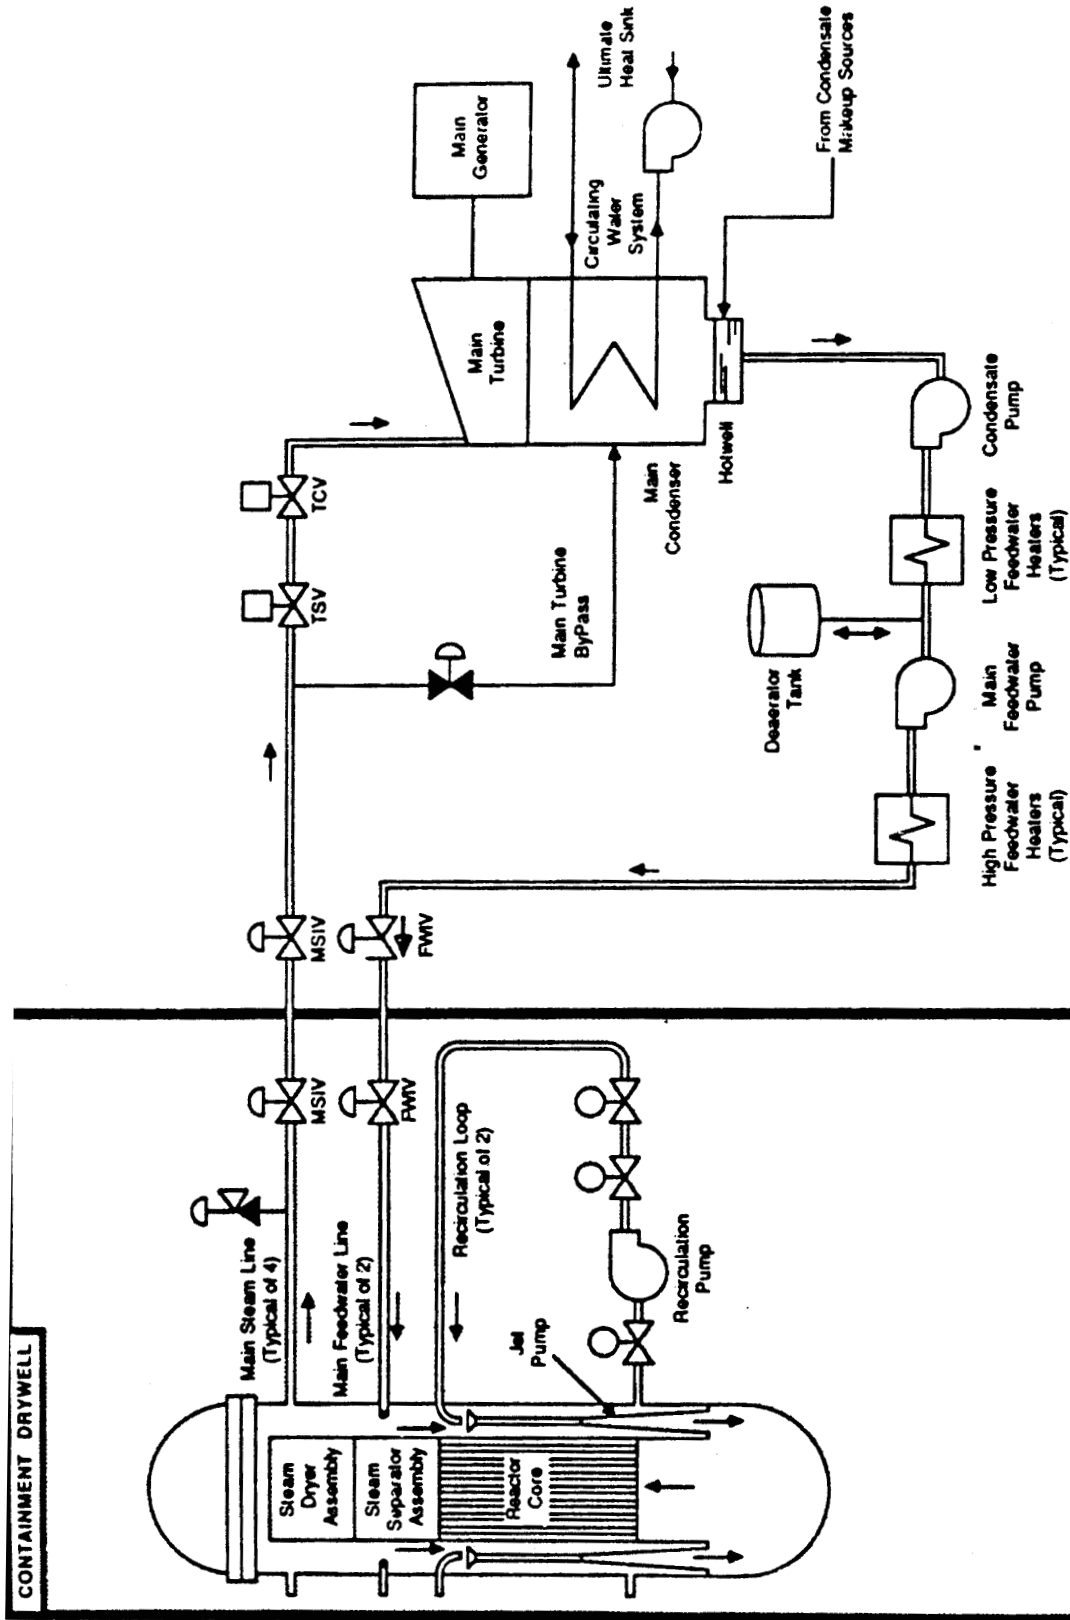 CONTAINMENT DRYWELL
Main Steam Line
(Typical of 4)
MSIV
MSIV
TSV
TCV
Main
Generator
Main
Turbine
Main Turbine
ByPass
Main
Condenser
Hotwell
Circulating
Water
System
Ultimate
Heat Sink
From Condensate
Makeup Sources
Steam
Dryer
Assembly
Steam
Separator
Assembly
Reactor
Core
Main Feedwater Line
(Typical of 2)
FWIV
FWIV
Recirculation Loop
(Typical of 2)
Jet
Pump
Recirculation
Pump
Deaerator
Tank
High Pressure
Feedwater
Heaters
(Typical)
Main
Feedwater
Pump
Low Pressure
Feedwater
Heaters
(Typical)
Condensate
Pump